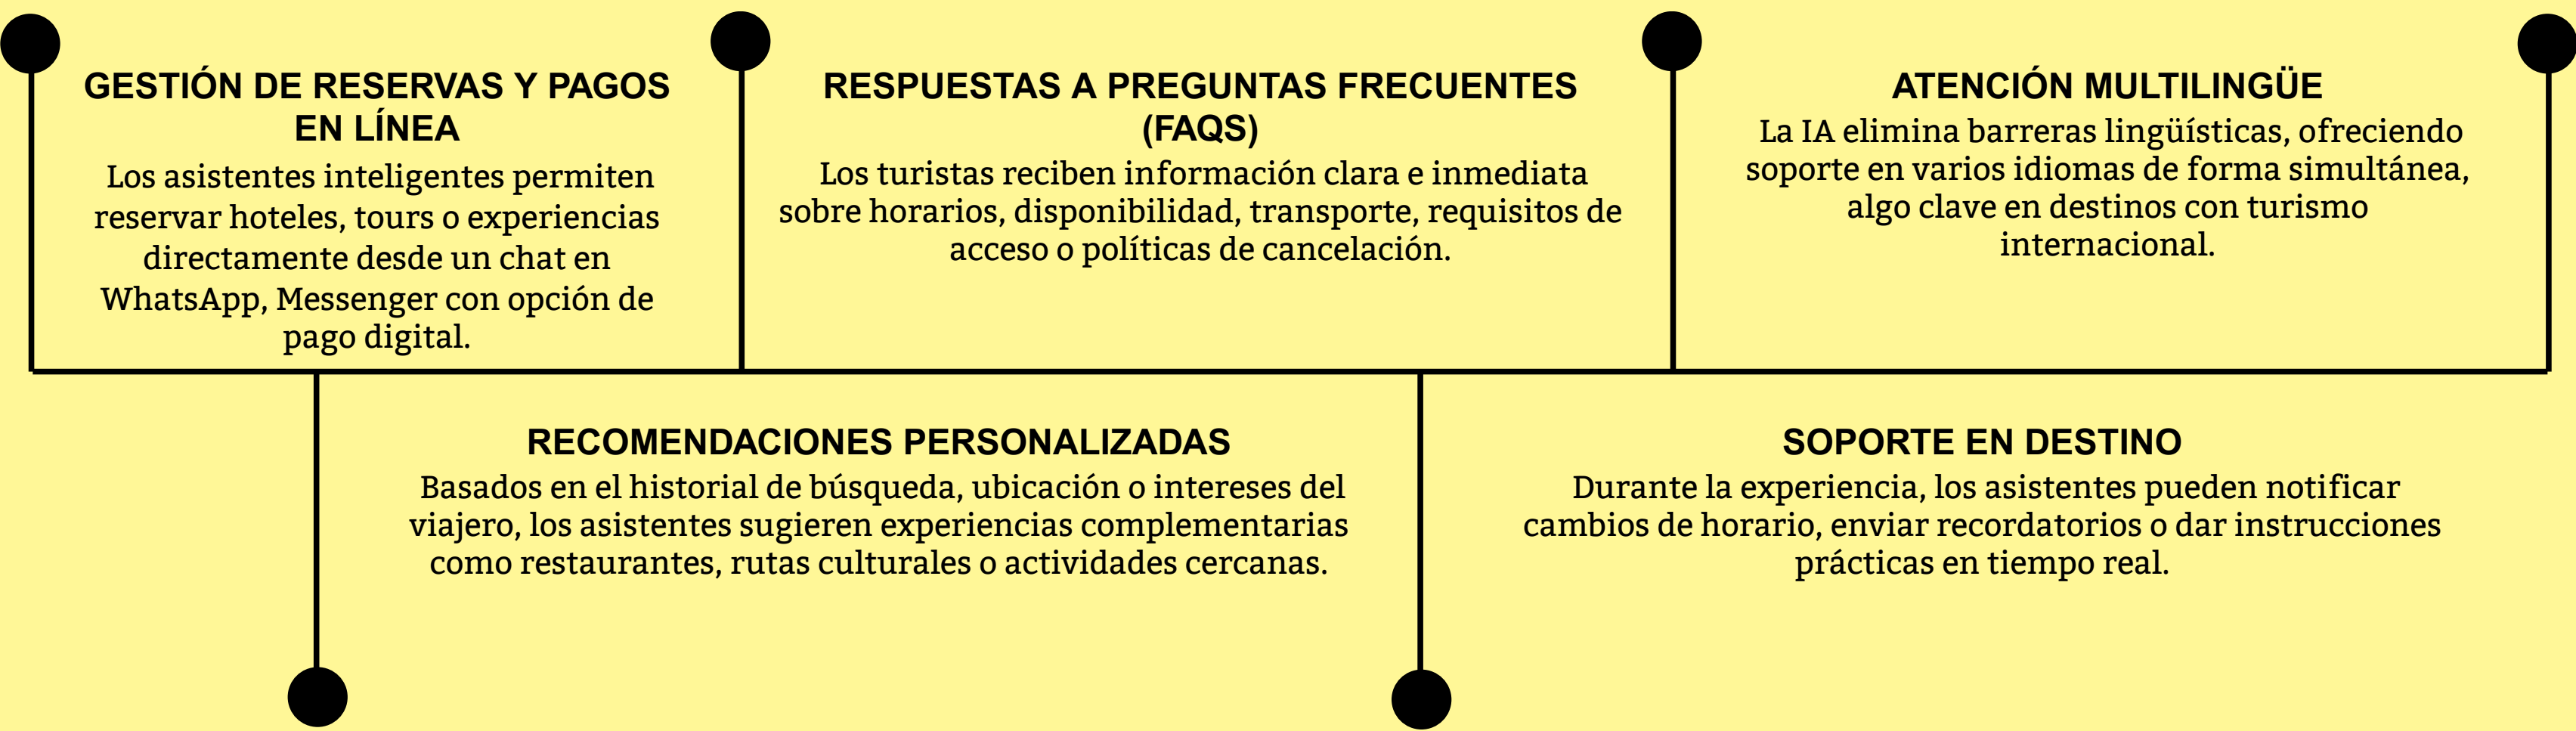 GESTIÓN DE RESERVAS Y PAGOS
EN LÍNEA
Los asistentes inteligentes permiten
reservar hoteles, tours o experiencias
directamente desde un chat en
WhatsApp, Messenger con opción de
pago digital.
RESPUESTAS A PREGUNTAS FRECUENTES
(FAQS)
Los turistas reciben información clara e inmediata
sobre horarios, disponibilidad, transporte, requisitos de
acceso o políticas de cancelación.
ATENCIÓN MULTILINGÜE
La IA elimina barreras lingüísticas, ofreciendo
soporte en varios idiomas de forma simultánea,
algo clave en destinos con turismo
internacional.
RECOMENDACIONES PERSONALIZADAS
Basados en el historial de búsqueda, ubicación o intereses del
viajero, los asistentes sugieren experiencias complementarias
como restaurantes, rutas culturales o actividades cercanas.
SOPORTE EN DESTINO
Durante la experiencia, los asistentes pueden notificar
cambios de horario, enviar recordatorios o dar instrucciones
prácticas en tiempo real.